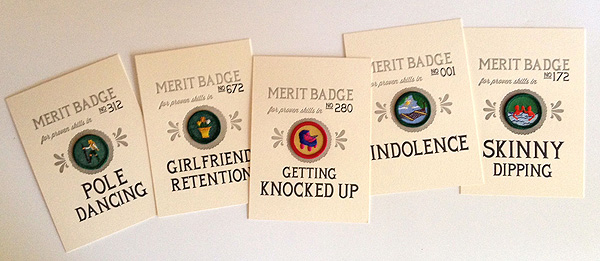 MERIT BADGE
for proven skills in
NO 312
POLE
DANCING
MERIT BADGE
for proven skills in
NO 672
GIRLFRIEND
RETENTION
MERIT BADGE
for proven skills in
NO 280
GETTING
KNOCKED UP
MERIT BADGE
for proven skills in
NO 001
INDOLENCE
MERIT BADGE
for proven skills in
NO 172
SKINNY
DIPPING